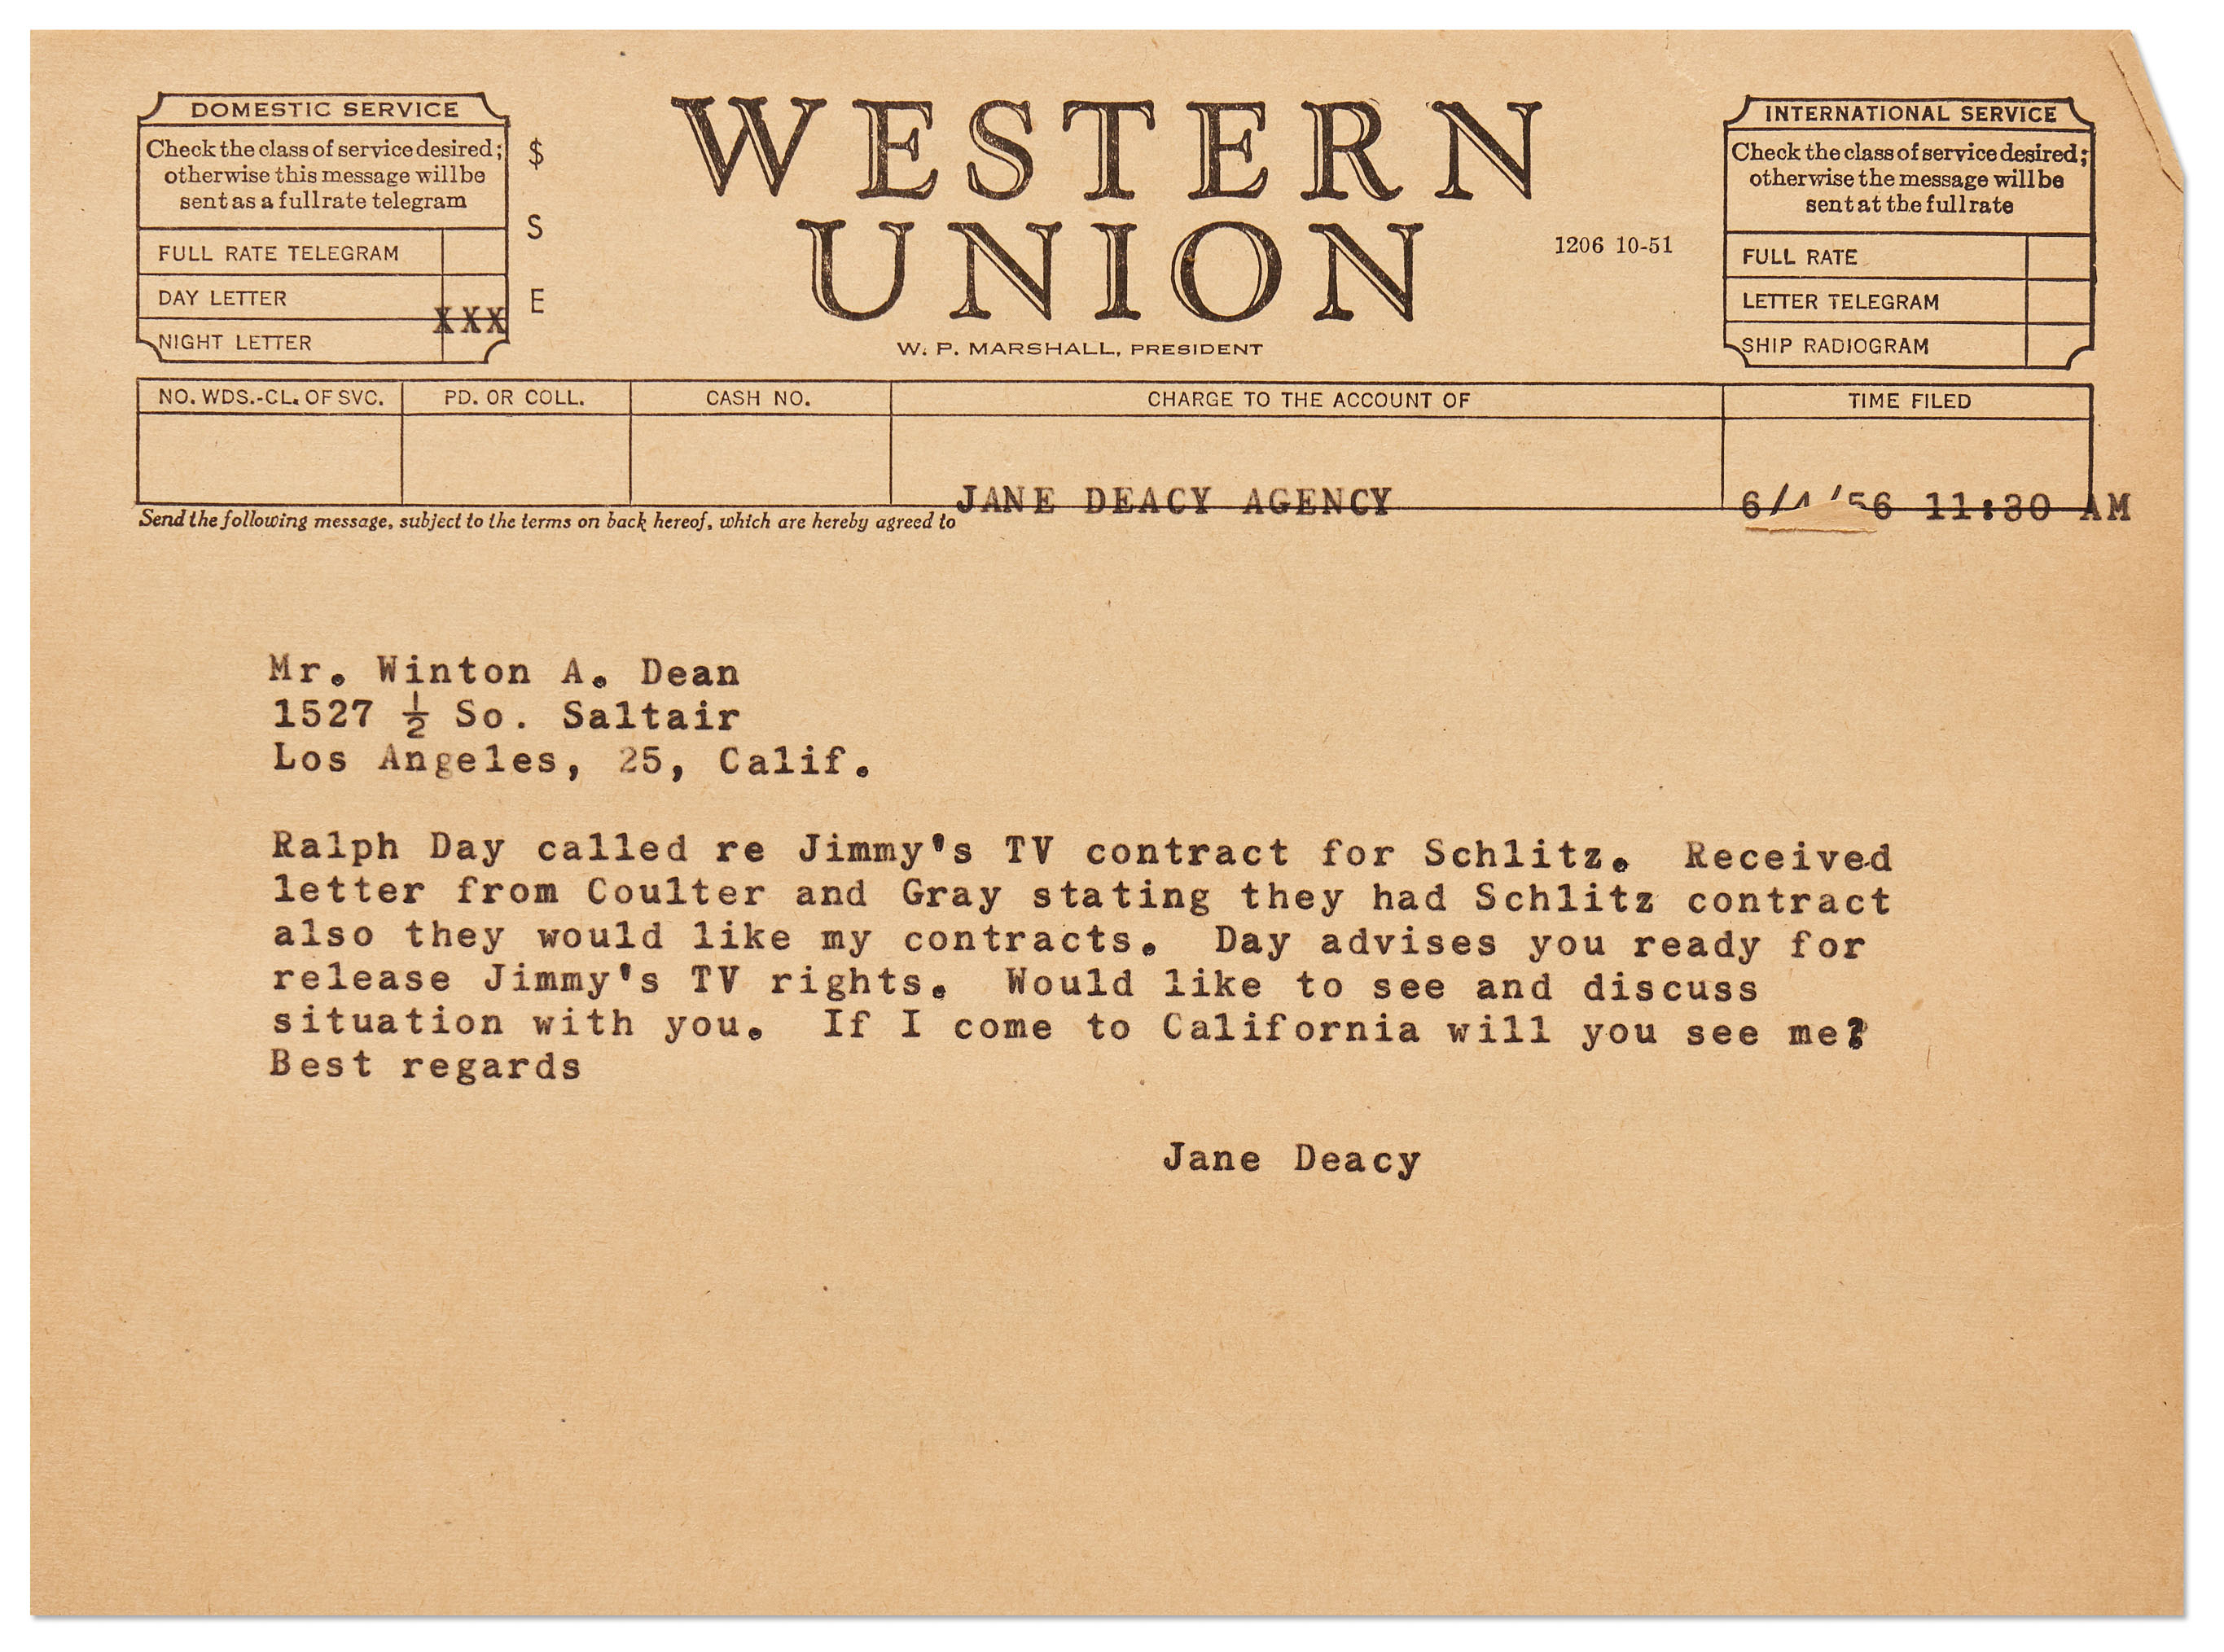 DOMESTIC SERVICE
Check the class of service desired;
otherwise this message will be
sent as a full rate telegram
FULL RATE TELEGRAM
DAY LETTER
XXX
NIGHT LETTER
$
S
E
WESTERN
UNION
1206 10-51
W. P. MARSHALL, PRESIDENT
INTERNATIONAL SERVICE
Check the class of service desired;
otherwise the message will be
sent at the full rate
FULL RATE
LETTER TELEGRAM
SHIP RADIOGRAM
NO. WDS.-CL. OF SVC. PD. OR COLL. CASH NO. CHARGE TO THE ACCOUNT OF TIME FILED
JANE DEACY AGENCY 11:30 AM
Send the following message, subject to the terms on back hereof, which are hereby agreed to
Mr. Winton A. Dean
1527 ½ So. Saltair
Los Angeles, 25, Calif.
Ralph Day called re Jimmy's TV contract for Schlitz. Received
letter from Coulter and Gray stating they had Schlitz contract
also they would like my contracts. Day advises you ready for
release Jimmy's TV rights. Would like to see and discuss
situation with you. If I come to California will you see me?
Best regards
Jane Deacy